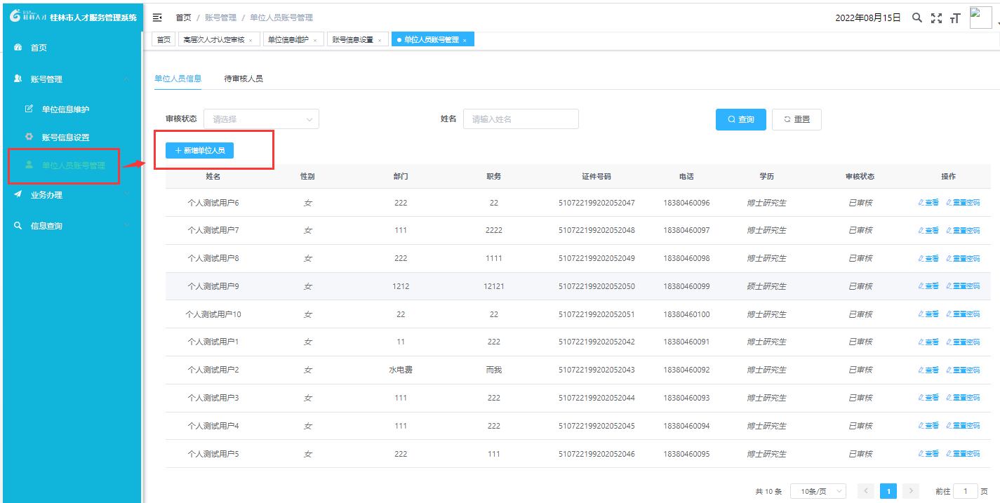 桂林人才 桂林市人才服务管理系统
首页 / 账号管理 / 单位人员账号管理
2022年08月15日
首页 高层次人才认定审核 × 单位信息维护 × 账号信息设置 × 单位人员账号管理 ×
首页
账号管理
单位信息维护
账号信息设置
单位人员账号管理
业务办理
信息查询
单位人员信息 待审核人员
审核状态 请选择 姓名 请输入姓名 查询 重置
+ 新增单位人员
姓名 性别 部门 职务 证件号码 电话 学历 审核状态 操作
个人测试用户6 女 222 22 510722199202052047 18380460096 博士研究生 已审核 查看 重置密码
个人测试用户7 女 111 2222 510722199202052048 18380460097 博士研究生 已审核 查看 重置密码
个人测试用户8 女 222 1111 510722199202052049 18380460098 博士研究生 已审核 查看 重置密码
个人测试用户9 女 1212 12121 510722199202052050 18380460099 硕士研究生 已审核 查看 重置密码
个人测试用户10 女 22 22 510722199202052051 18380460100 博士研究生 已审核 查看 重置密码
个人测试用户1 女 11 222 510722199202052042 18380460091 博士研究生 已审核 查看 重置密码
个人测试用户2 女 水电费 而我 510722199202052043 18380460092 博士研究生 已审核 查看 重置密码
个人测试用户3 女 111 222 510722199202052044 18380460093 博士研究生 已审核 查看 重置密码
个人测试用户4 女 111 222 510722199202052045 18380460094 博士研究生 已审核 查看 重置密码
个人测试用户5 女 222 111 510722199202052046 18380460095 博士研究生 已审核 查看 重置密码
共 10 条 10条/页 1 前往 1 页